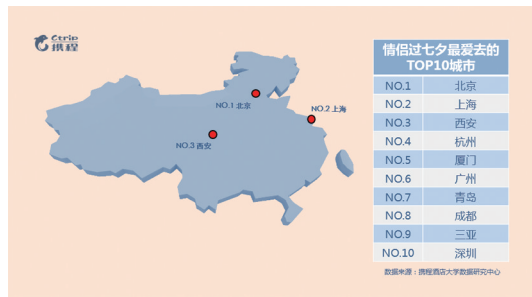 Ctrip
携程
NO.1 北京
NO.2 上海
NO.3 西安
情侣过七夕最爱去的
TOP10城市
NO.1 北京
NO.2 上海
NO.3 西安
NO.4 杭州
NO.5 厦门
NO.6 广州
NO.7 青岛
NO.8 成都
NO.9 三亚
NO.10 深圳
数据来源：携程酒店大学数据研究中心